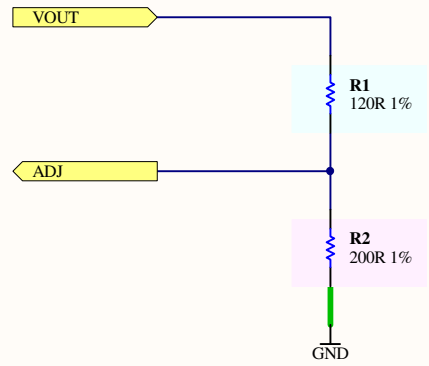 VOUT
R1
120R 1%
ADJ
R2
200R 1%
GND